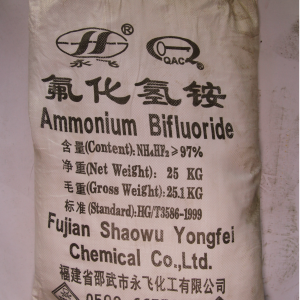 ® QAC
永飞
氟化氢铵
Ammonium Bifluoride
含量(Content):NH₄HF₂≥97%
净重(Net Weight): 25 KG
毛重(Gross Weight):25.1 KG
标准(Standard):HG/T3586-1999
Fujian Shaowu Yongfei
Chemical Co.,Ltd.
福建省邵武市永飞化工有限公司